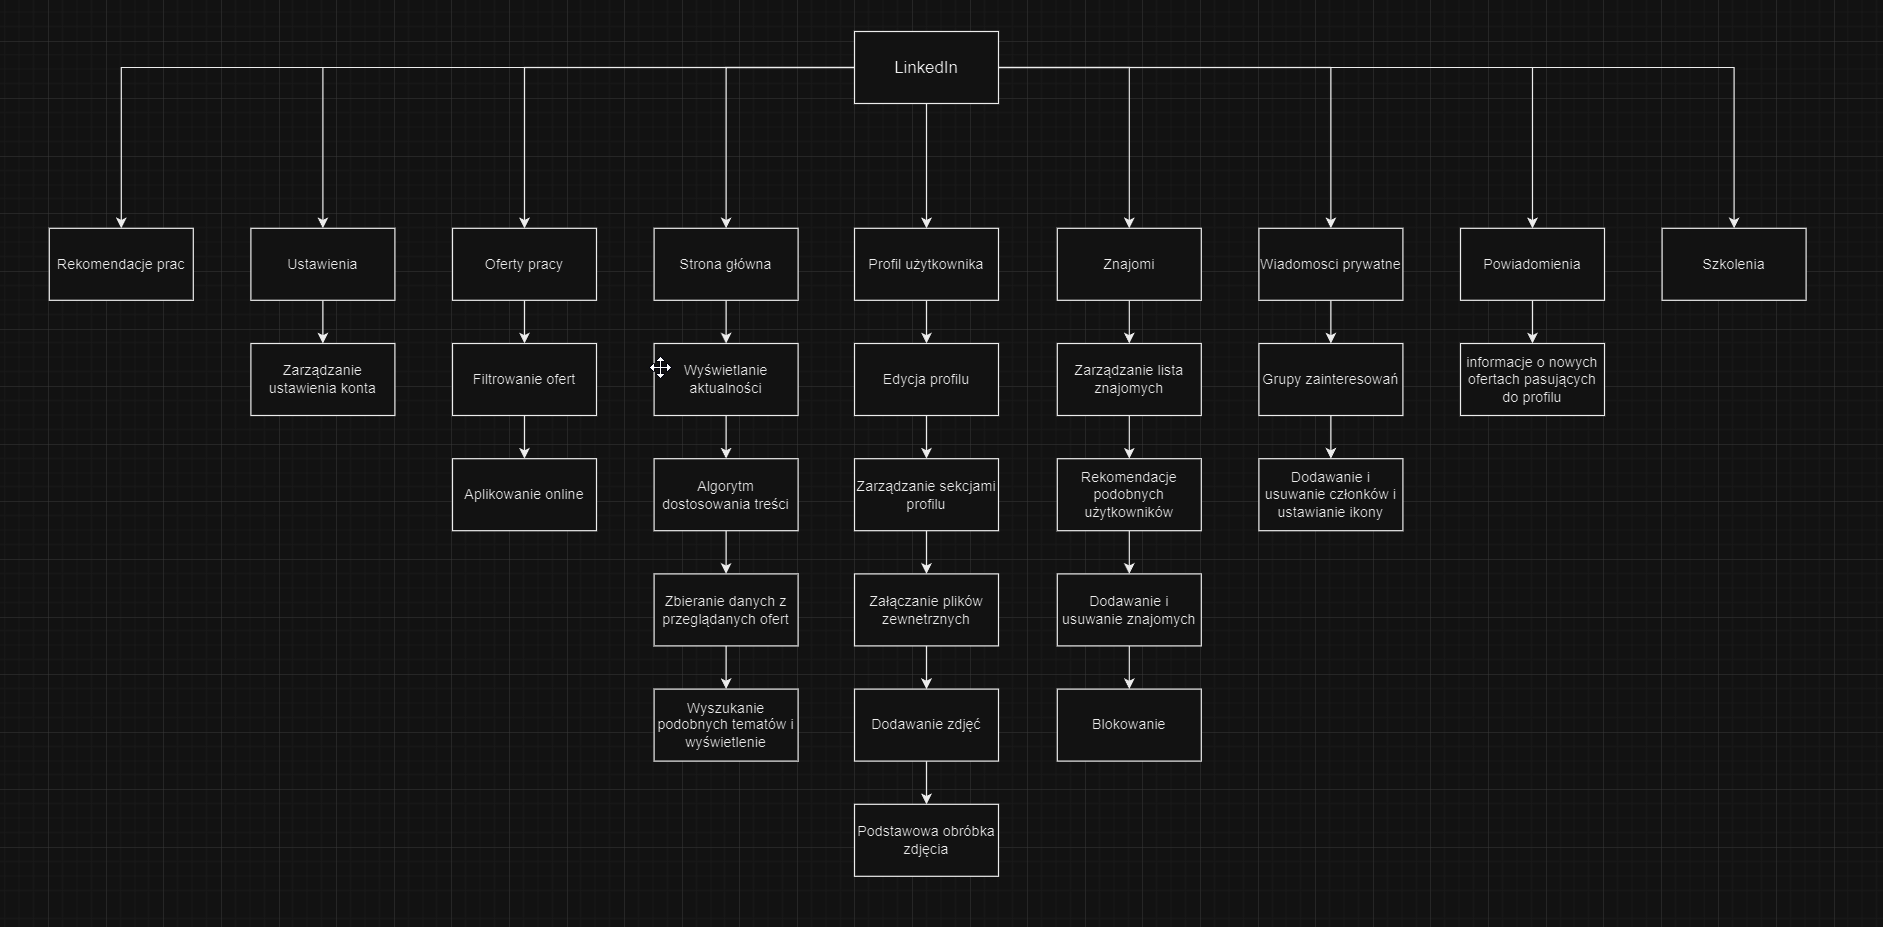 LinkedIn
Rekomendacje prac
Ustawienia
Oferty pracy
Strona główna
Profil użytkownika
Znajomi
Wiadomosci prywatne
Powiadomienia
Szkolenia
Zarządzanie
ustawienia konta
Filtrowanie ofert
Wyświetlanie
aktualności
Edycja profilu
Zarządzanie lista
znajomych
Grupy zainteresowań
informacje o nowych
ofertach pasujących
do profilu
Aplikowanie online
Algorytm
dostosowania treści
Zarządzanie sekcjami
profilu
Rekomendacje
podobnych
użytkowników
Dodawanie i
usuwanie członków i
ustawianie ikony
Zbieranie danych z
przeglądanych ofert
Załączanie plików
zewnetrznych
Dodawanie i
usuwanie znajomych
Wyszukanie
podobnych tematów i
wyświetlenie
Dodawanie zdjęć
Blokowanie
Podstawowa obróbka
zdjęcia